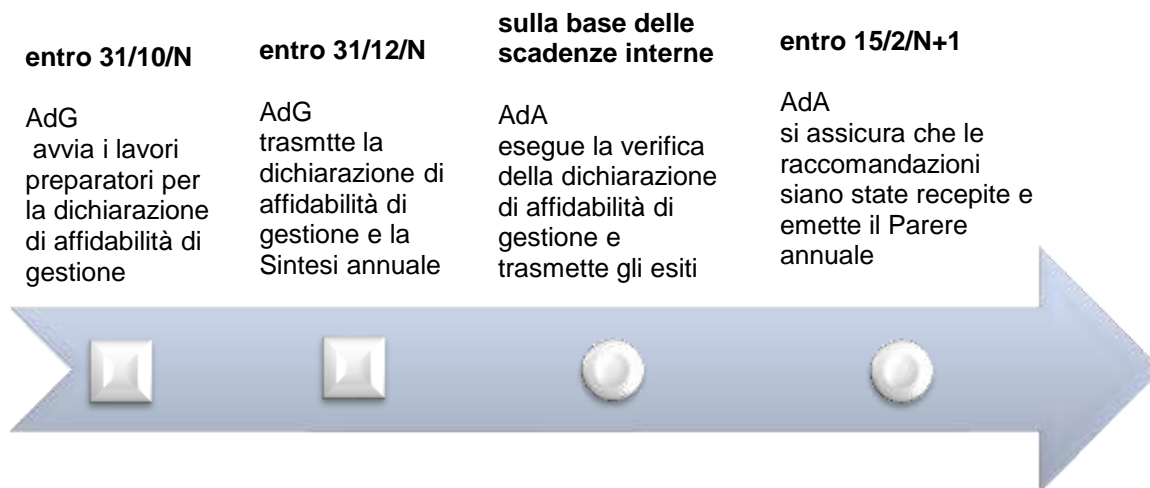 entro 31/10/N
AdG
avvia i lavori
preparatori per
la dichiarazione
di affidabilità di
gestione
entro 31/12/N
AdG
trasmtte la
dichiarazione di
affidabilità di
gestione e la
Sintesi annuale
sulla base delle
scadenze interne
AdA
esegue la verifica
della dichiarazione
di affidabilità di
gestione e
trasmette gli esiti
entro 15/2/N+1
AdA
si assicura che le
raccomandazioni
siano state recepite e
emette il Parere
annuale